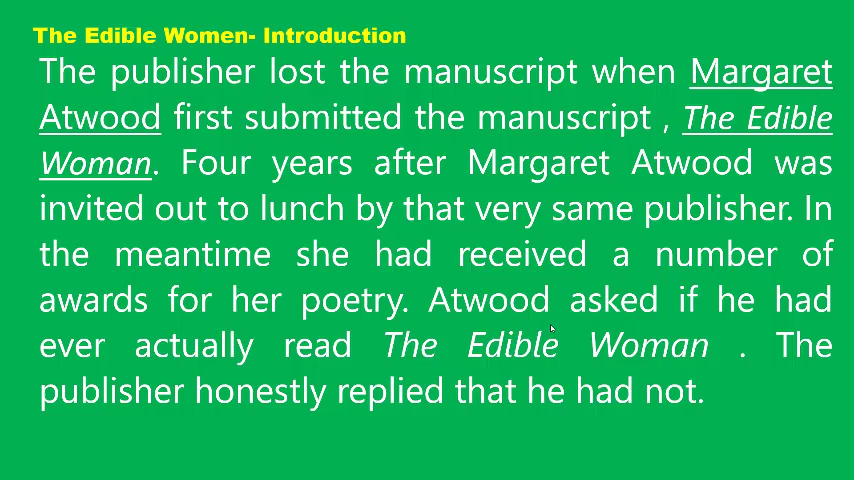 The Edible Women- Introduction
The publisher lost the manuscript when Margaret
Atwood first submitted the manuscript , The Edible
Woman. Four years after Margaret Atwood was
invited out to lunch by that very same publisher. In
the meantime she had received a number of
awards for her poetry. Atwood asked if he had
ever actually read The Edible Woman . The
publisher honestly replied that he had not.